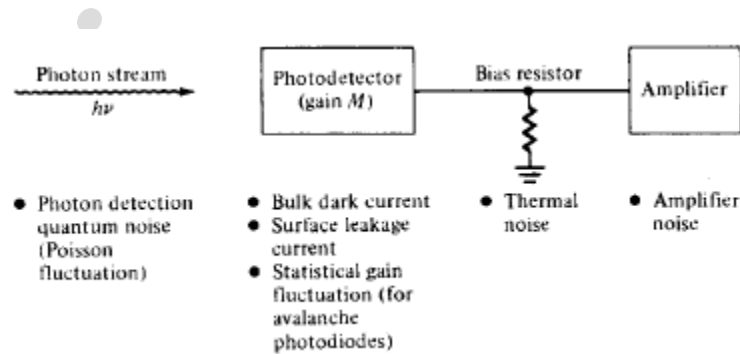 Photon stream
hν
Photodetector
(gain M)
Bias resistor
Amplifier
● Photon detection
quantum noise
(Poisson
fluctuation)
● Bulk dark current
● Surface leakage
current
● Statistical gain
fluctuation (for
avalanche
photodiodes)
● Thermal
noise
● Amplifier
noise